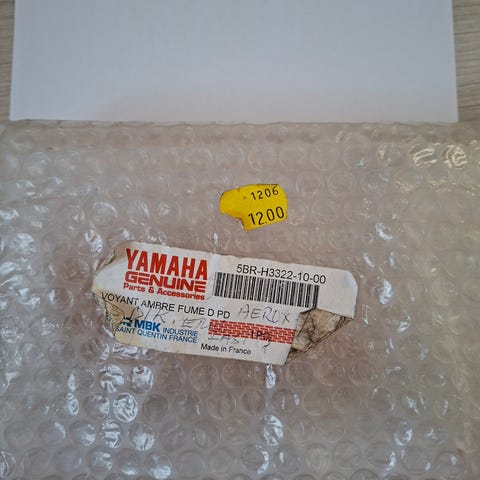 1206
1200
YAMAHA
GENUINE
Parts & Accessories
5BR-H3322-10-00
VOYANT AMBRE FUME D PD
AEROX
MBK INDUSTRIE
SAINT QUENTIN FRANCE
Made in France